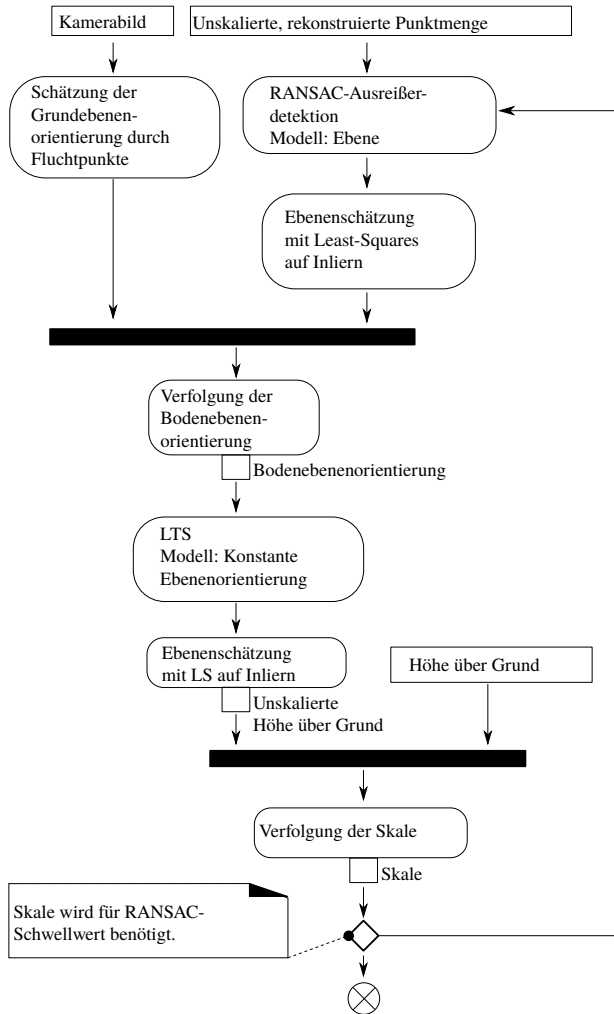 Kamerabild
Unskalierte, rekonstruierte Punktmenge
Schätzung der
Grundebenen-
orientierung durch
Fluchtpunkte
RANSAC-Ausreißer-
detektion
Modell: Ebene
Ebenenschätzung
mit Least-Squares
auf Inliern
Verfolgung der
Bodenebenen-
orientierung
Bodenebenenorientierung
LTS
Modell: Konstante
Ebenenorientierung
Ebenenschätzung
mit LS auf Inliern
Höhe über Grund
Unskalierte
Höhe über Grund
Verfolgung der Skale
Skale
Skale wird für RANSAC-
Schwellwert benötigt.